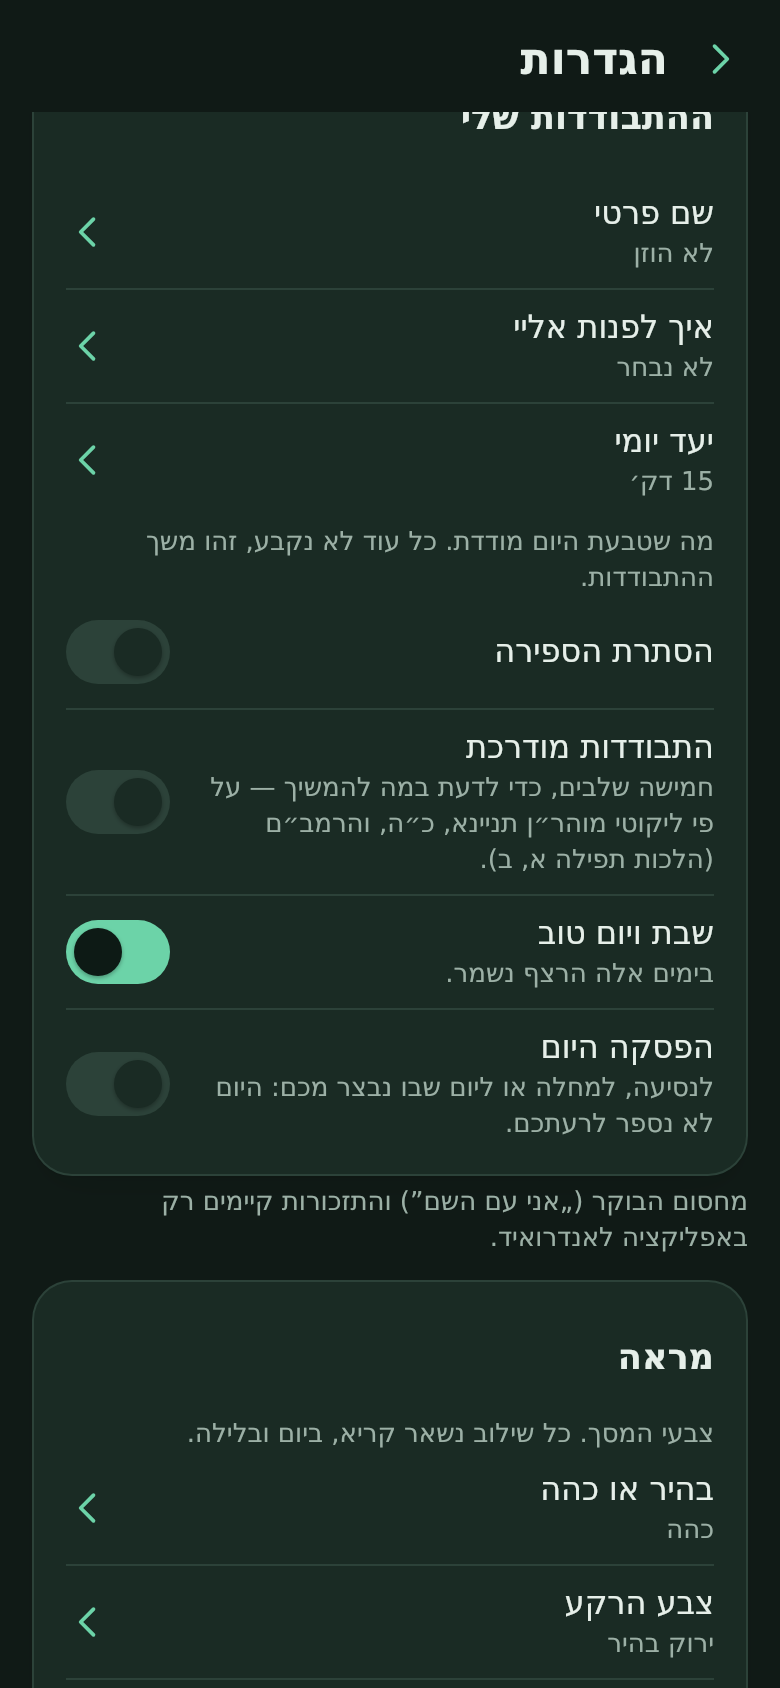 הגדרות
ההתבודדות שלי
שם פרטי
לא הוזן
איך לפנות אליי
לא נבחר
יעד יומי
15 דק׳
מה שטבעת היום מודדת. כל עוד לא נקבע, זהו משך
ההתבודדות.
הסתרת הספירה
התבודדות מודרכת
חמישה שלבים, כדי לדעת במה להמשיך — על
פי ליקוטי מוהר״ן תניינא, כ״ה, והרמב״ם
(הלכות תפילה א, ב).
שבת ויום טוב
בימים אלה הרצף נשמר.
הפסקה היום
לנסיעה, למחלה או ליום שבו נבצר מכם: היום
לא נספר לרעתכם.
מחסום הבוקר („אני עם השם”) והתזכורות קיימים רק
באפליקציה לאנדרואיד.
מראה
צבעי המסך. כל שילוב נשאר קריא, ביום ובלילה.
בהיר או כהה
כהה
צבע הרקע
ירוק בהיר